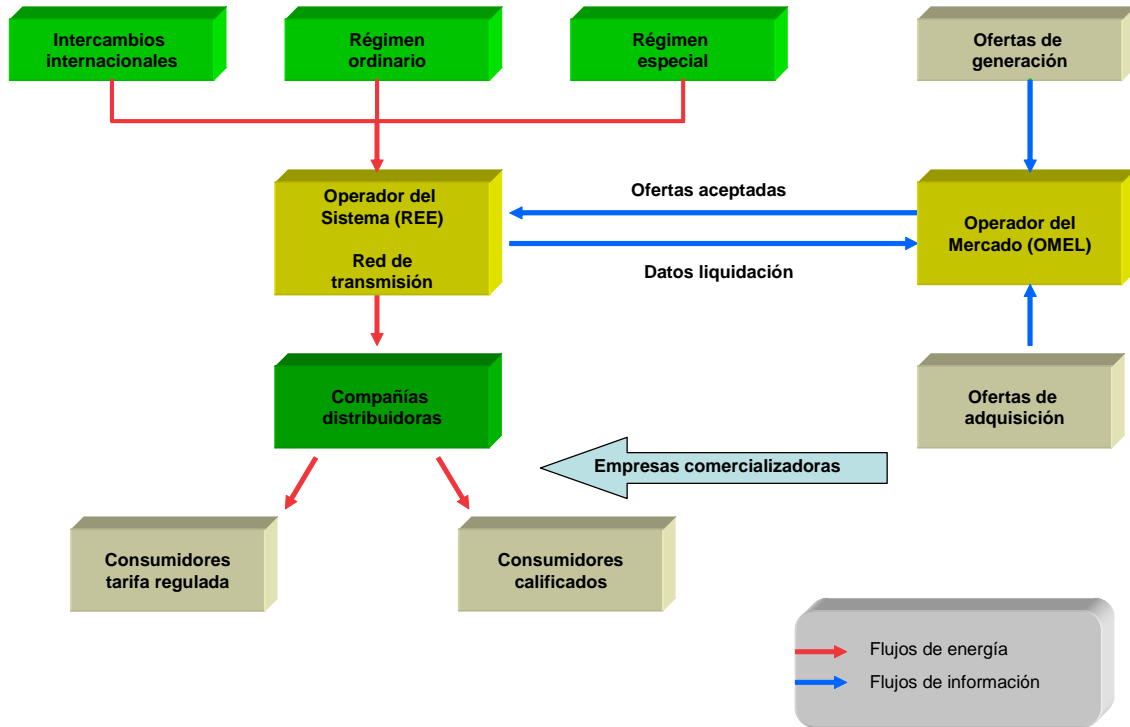 Intercambios
internacionales
Régimen
ordinario
Régimen
especial
Ofertas de
generación
Operador del
Sistema (REE)
Red de
transmisión
Ofertas aceptadas
Datos liquidación
Operador del
Mercado (OMEL)
Compañías
distribuidoras
Ofertas de
adquisición
Empresas comercializadoras
Consumidores
tarifa regulada
Consumidores
calificados
Flujos de energía
Flujos de información